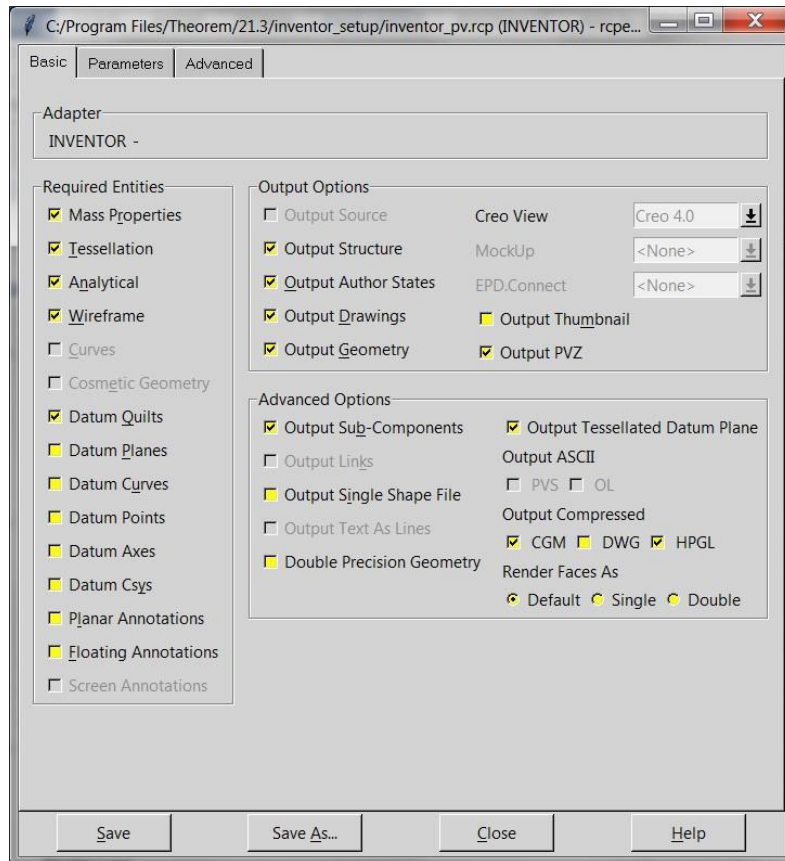 C:/Program Files/Theorem/21.3/inventor_setup/inventor_pv.rcp (INVENTOR) - rcpe...
Basic Parameters Advanced
Adapter
INVENTOR -
Required Entities
Mass Properties
Tessellation
Analytical
Wireframe
Curves
Cosmetic Geometry
Datum Quilts
Datum Planes
Datum Curves
Datum Points
Datum Axes
Datum Csys
Planar Annotations
Floating Annotations
Screen Annotations
Output Options
Output Source
Output Structure
Output Author States
Output Drawings
Output Geometry
Creo View Creo 4.0
MockUp <None>
EPD.Connect <None>
Output Thumbnail
Output PVZ
Advanced Options
Output Sub-Components
Output Links
Output Single Shape File
Output Text As Lines
Double Precision Geometry
Output Tessellated Datum Plane
Output ASCII
PVS OL
Output Compressed
CGM DWG HPGL
Render Faces As
Default Single Double
Save Save As... Close Help